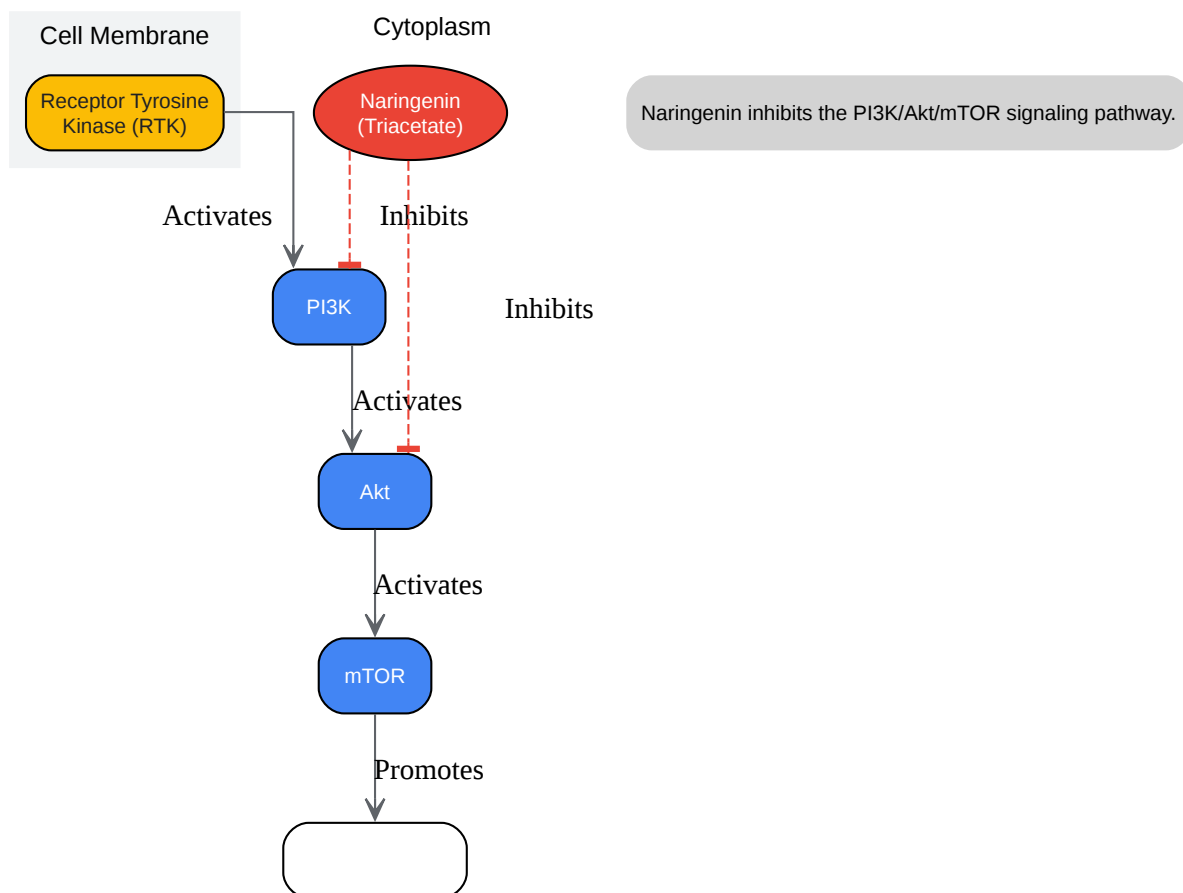 Cell Membrane
Cytoplasm
Receptor Tyrosine
Kinase (RTK)
Naringenin
(Triacetate)
Naringenin inhibits the PI3K/Akt/mTOR signaling pathway.
Activates
Inhibits
PI3K
Inhibits
Activates
Akt
Activates
mTOR
Promotes